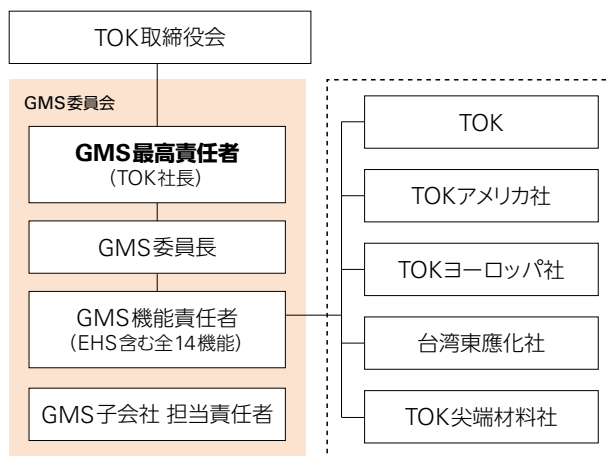 TOK取締役会
GMS委員会
GMS最高責任者
(TOK社長)
GMS委員長
GMS機能責任者
(EHS含む全14機能)
GMS子会社 担当責任者
TOK
TOKアメリカ社
TOKヨーロッパ社
台湾東應化社
TOK尖端材料社